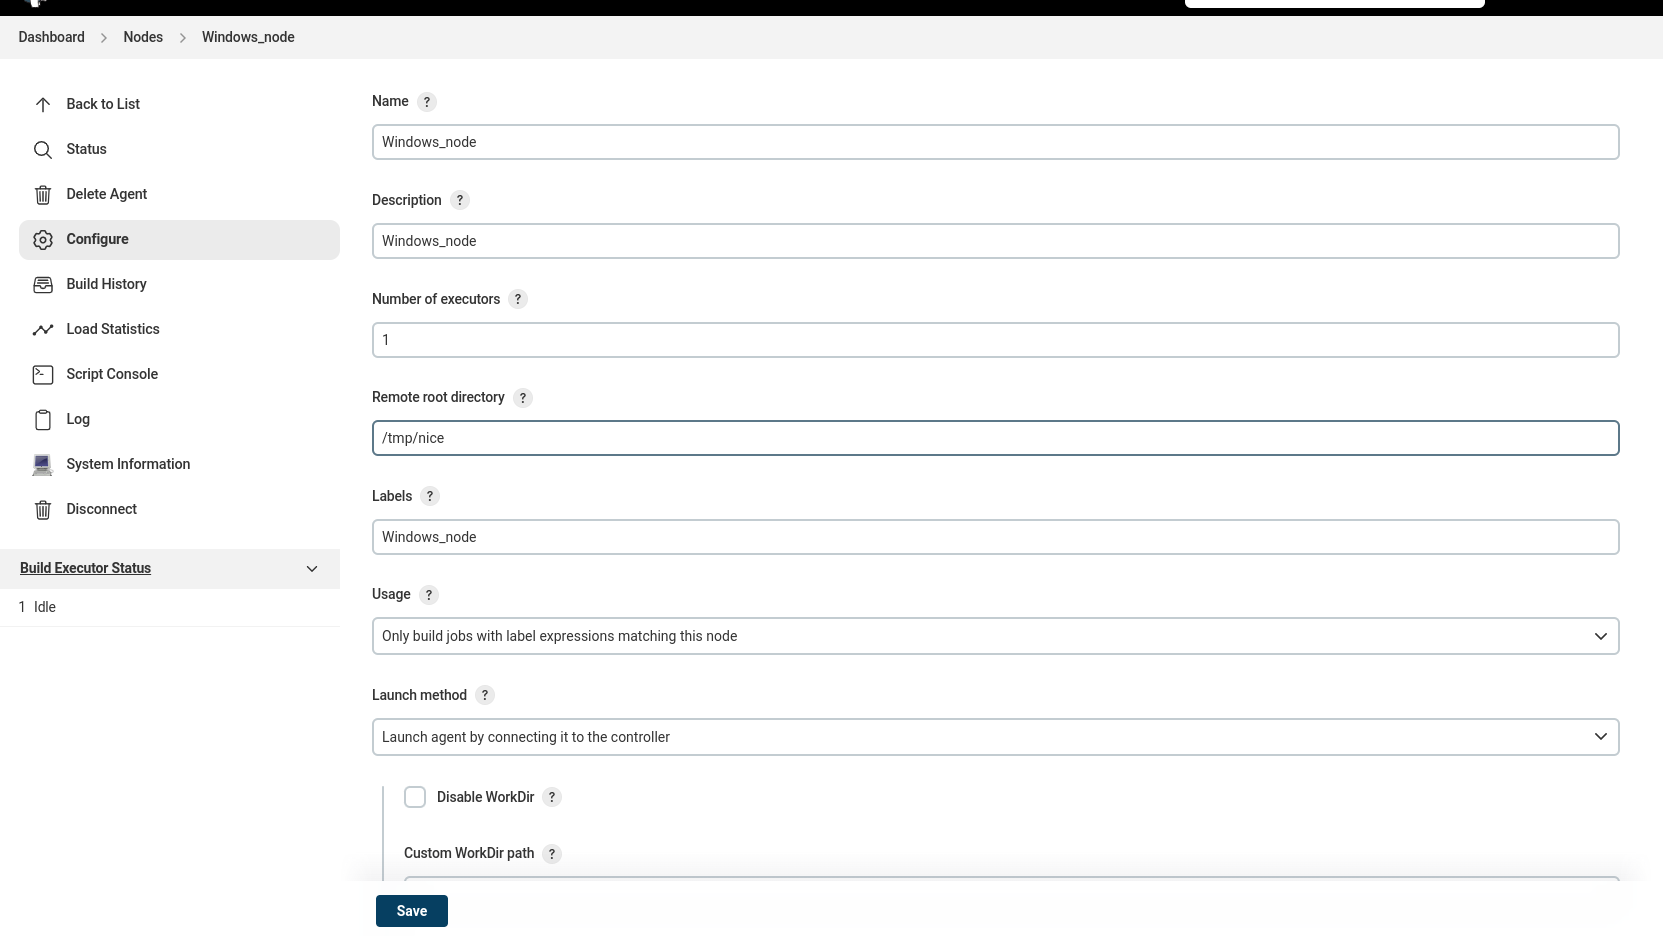 Dashboard > Nodes > Windows_node
Back to List
Status
Delete Agent
Configure
Build History
Load Statistics
Script Console
Log
System Information
Disconnect
Build Executor Status
1 Idle
Name ?
Windows_node
Description ?
Windows_node
Number of executors ?
1
Remote root directory ?
/tmp/nice
Labels ?
Windows_node
Usage ?
Only build jobs with label expressions matching this node
Launch method ?
Launch agent by connecting it to the controller
Disable WorkDir ?
Custom WorkDir path ?
Save